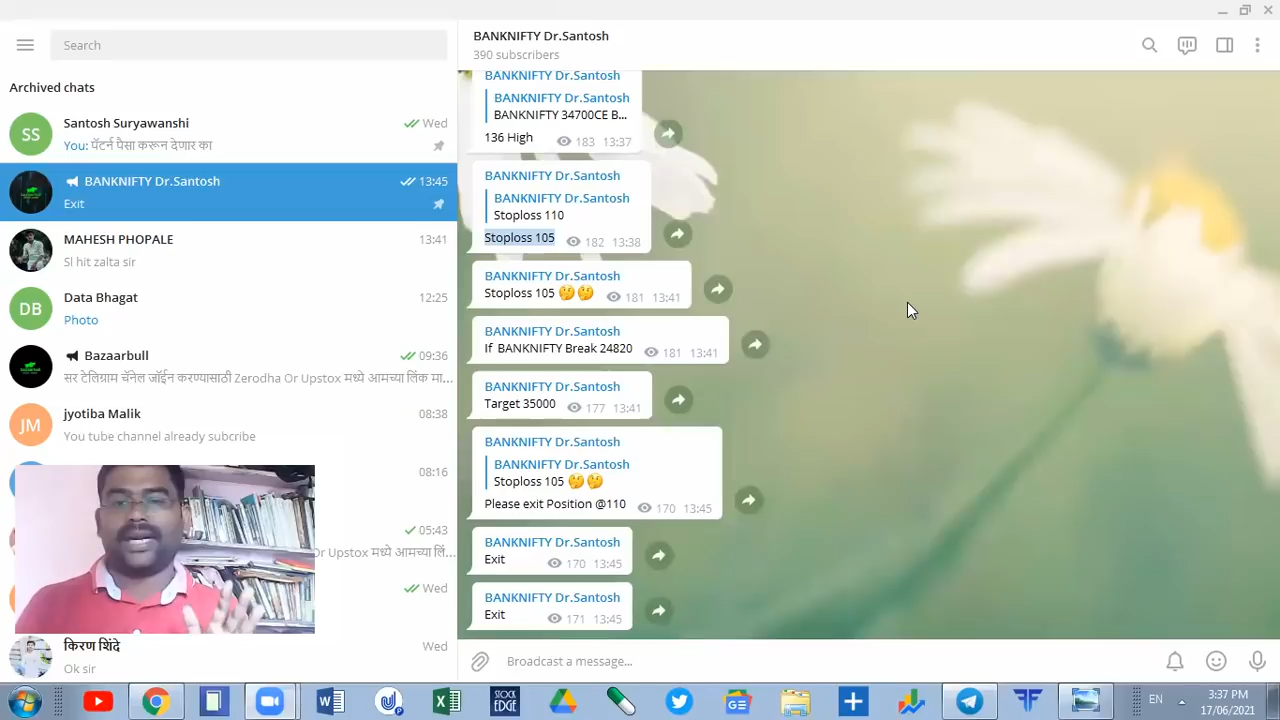 Search
Archived chats
SS
Santosh Suryawanshi
Wed
You: पॅटर्न पैसा करून देणार का
BANKNIFTY Dr.Santosh
13:45
Exit
MAHESH PHOPALE
13:41
Sl hit zalta sir
DB
Data Bhagat
12:25
Photo
Bazaarbull
09:36
सर टेलिग्राम चॅनेल जॉईन करण्यासाठी Zerodha Or Upstox मध्ये आमच्या लिंक मा...
JM
jyotiba Malik
08:38
You tube channel already subcribe
08:16
05:43
Or Upstox मध्ये आमच्या लिं...
Wed
किरण शिंदे
Wed
Ok sir
BANKNIFTY Dr.Santosh
390 subscribers
BANKNIFTY Dr.Santosh
BANKNIFTY Dr.Santosh
BANKNIFTY 34700CE B...
136 High 183 13:37
BANKNIFTY Dr.Santosh
BANKNIFTY Dr.Santosh
Stoploss 110
Stoploss 105 182 13:38
BANKNIFTY Dr.Santosh
Stoploss 105 🤔🤔 181 13:41
BANKNIFTY Dr.Santosh
If BANKNIFTY Break 24820 181 13:41
BANKNIFTY Dr.Santosh
Target 35000 177 13:41
BANKNIFTY Dr.Santosh
BANKNIFTY Dr.Santosh
Stoploss 105 🤔🤔
Please exit Position @110 170 13:45
BANKNIFTY Dr.Santosh
Exit 170 13:45
BANKNIFTY Dr.Santosh
Exit 171 13:45
Broadcast a message...
STOCK
EDGE
EN
3:37 PM
17/06/2021